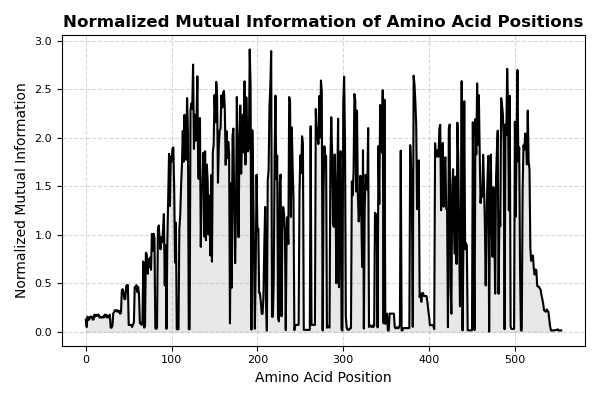 Normalized Mutual Information of Amino Acid Positions
Normalized Mutual Information
3.0
2.5
2.0
1.5
1.0
0.5
0.0
0 100 200 300 400 500
Amino Acid Position